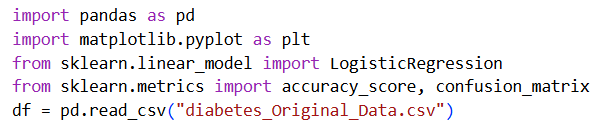 import pandas as pd
import matplotlib.pyplot as plt
from sklearn.linear_model import LogisticRegression
from sklearn.metrics import accuracy_score, confusion_matrix
df = pd.read_csv("diabetes_Original_Data.csv")